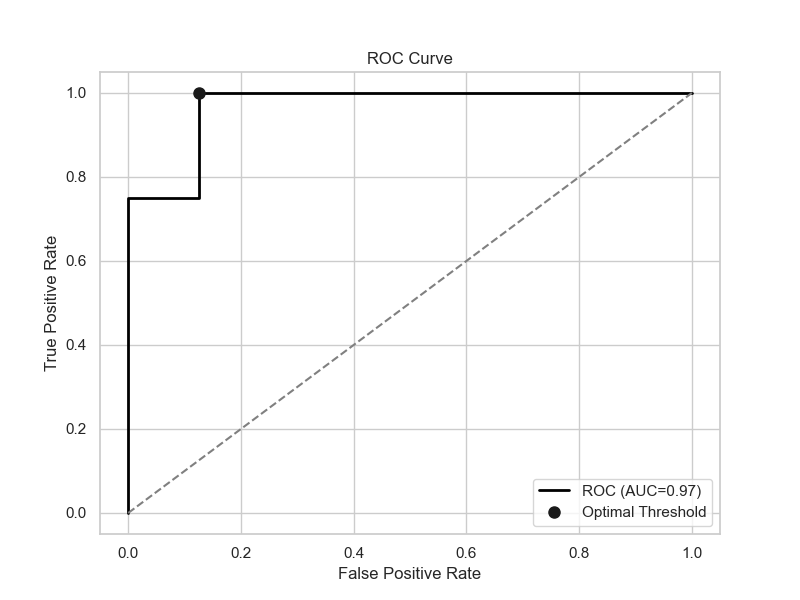 ROC Curve
1.0
0.8
0.6
0.4
0.2
0.0
True Positive Rate
0.0 0.2 0.4 0.6 0.8 1.0
False Positive Rate
ROC (AUC=0.97)
Optimal Threshold